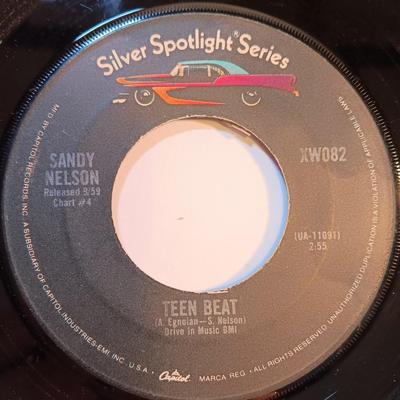 Silver Spotlight® Series
SANDY
NELSON
Released 9/59
Chart #4
XW082
(UA-11091)
2:55
TEEN BEAT
(A. Egnoian—S. Nelson)
Drive in Music BMI
Capitol
MARCA REG.
MF'D BY CAPITOL RECORDS, INC., A SUBSIDIARY OF CAPITOL INDUSTRIES-EMI, INC. U.S.A.
ALL RIGHTS RESERVED. UNAUTHORIZED DUPLICATION IS A VIOLATION OF APPLICABLE LAWS